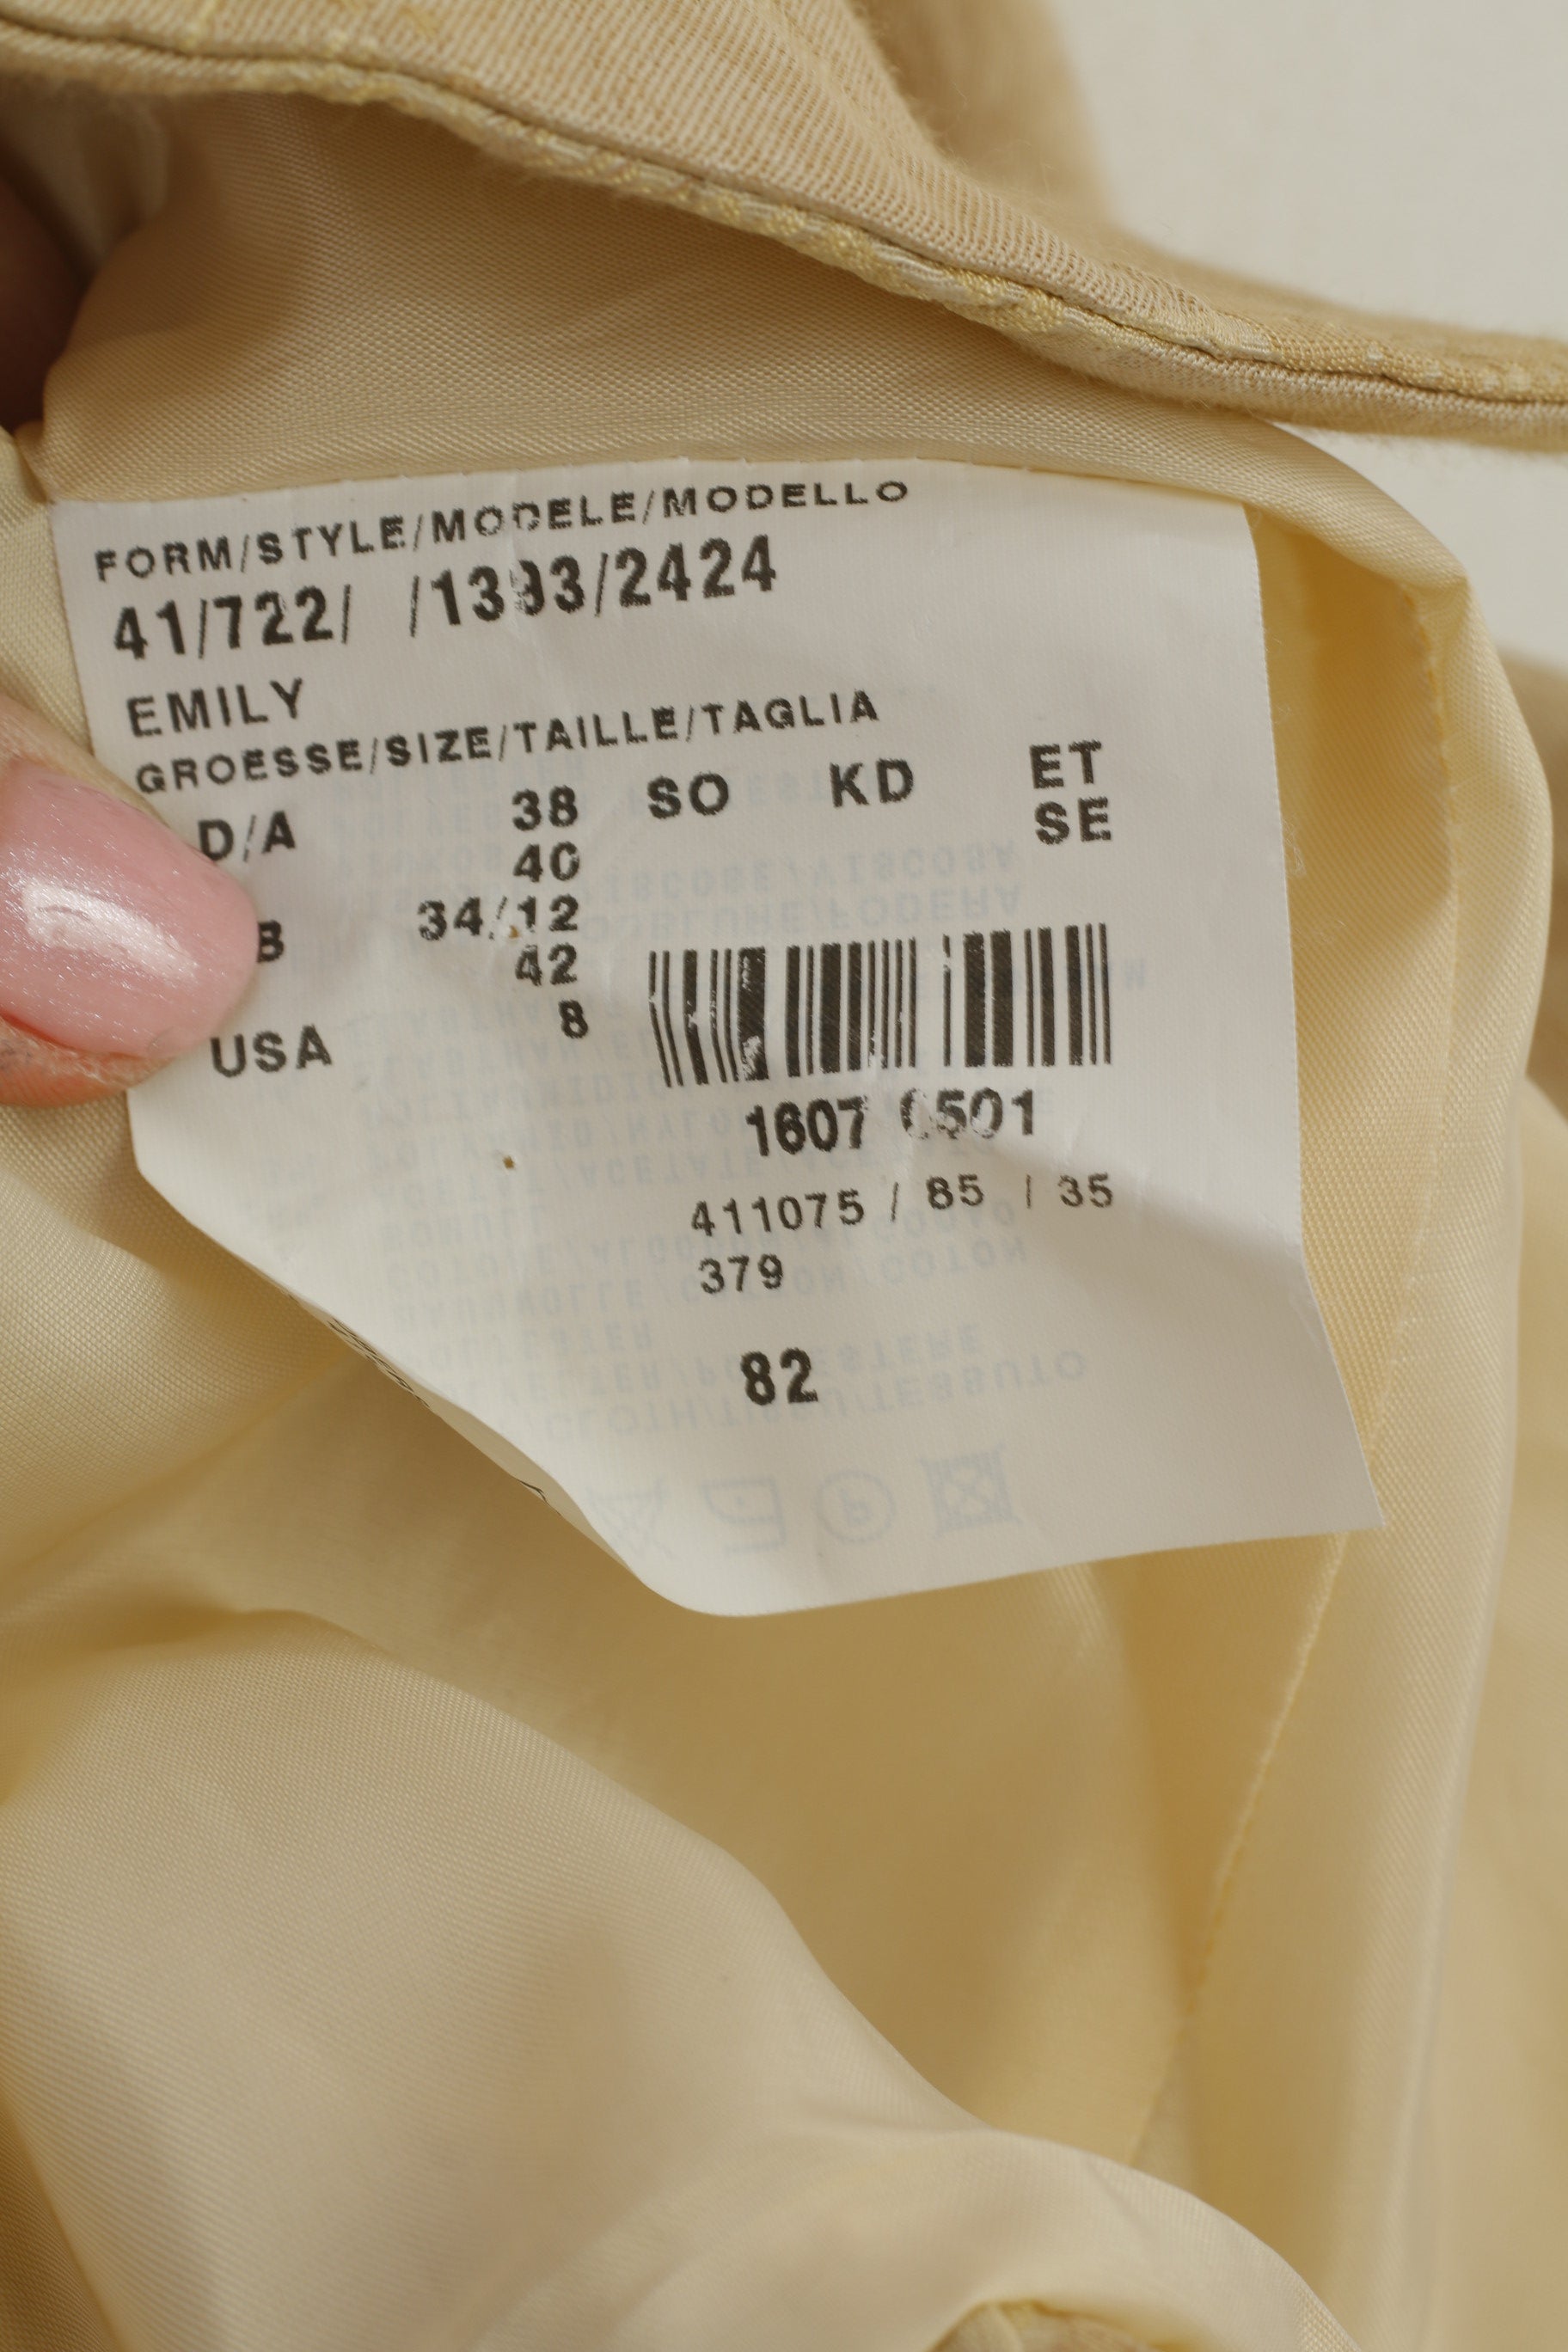 FORM/STYLE/MODELE/MODELLO
41/722/ /1393/2424
EMILY
GROESSE/SIZE/TAILLE/TAGLIA
D/A 38 SO KD ET
40 SE
B 34/12
42
USA 8
1607 0501
411075 / 85 / 35
379
82